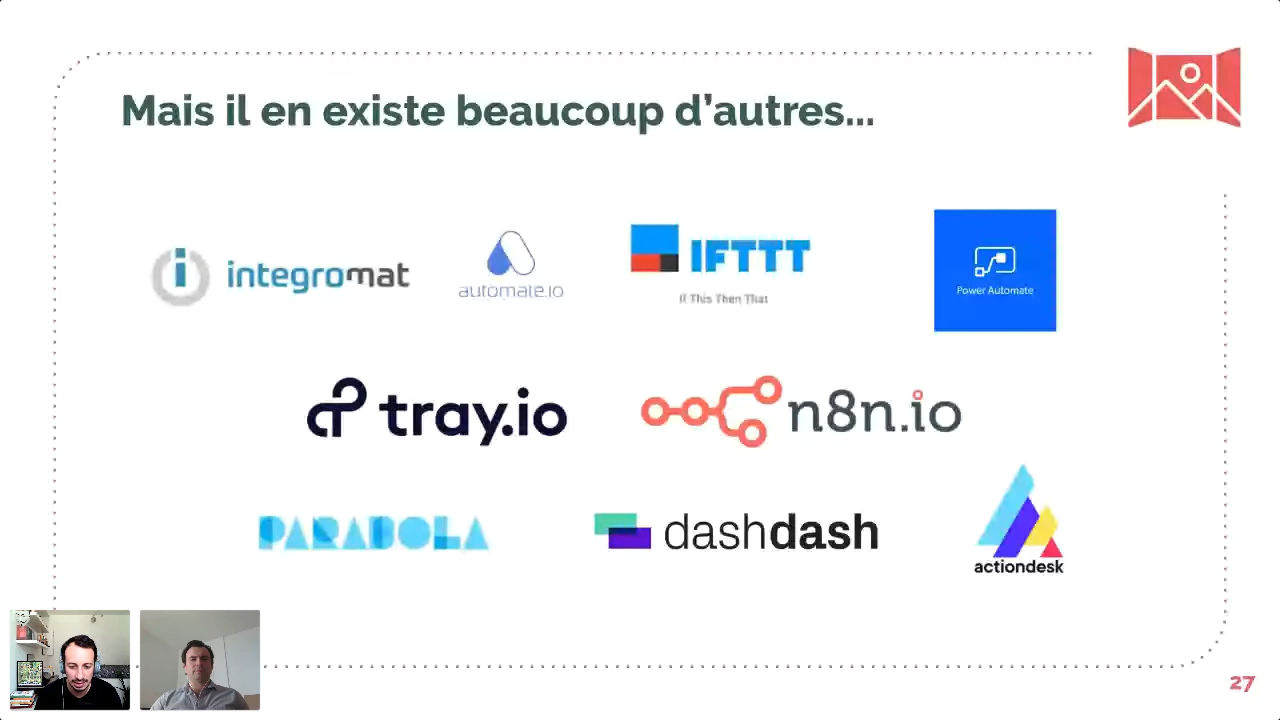 Mais il en existe beaucoup d'autres...
integromat
automate.io
IFTTT
If This Then That
Power Automate
tray.io
n8n.io
PARABOLA
dashdash
actiondesk
27